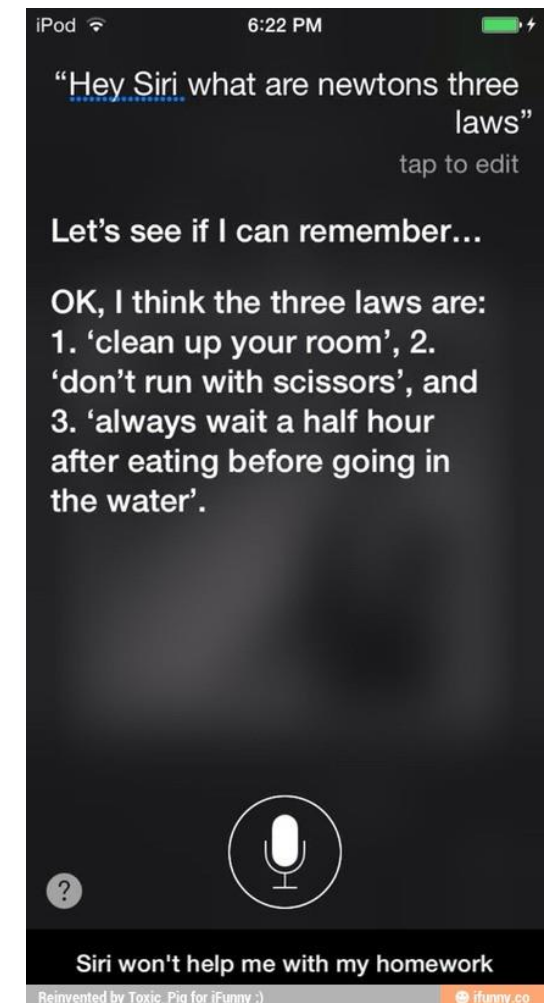 iPod 6:22 PM
“Hey Siri what are newtons three
laws”
tap to edit
Let’s see if I can remember...
OK, I think the three laws are:
1. ‘clean up your room’, 2.
‘don’t run with scissors’, and
3. ‘always wait a half hour
after eating before going in
the water’.
?
Siri won't help me with my homework
Reinvented by Toxic_Pig for iFunny :) ifunny.co